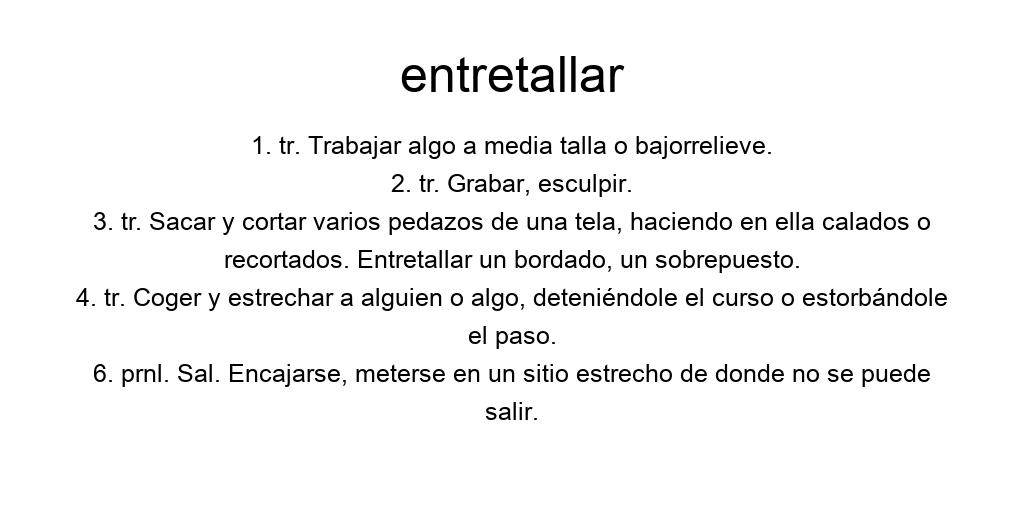 entretallar
1. tr. Trabajar algo a media talla o bajorrelieve.
2. tr. Grabar, esculpir.
3. tr. Sacar y cortar varios pedazos de una tela, haciendo en ella calados o
recortados. Entretallar un bordado, un sobrepuesto.
4. tr. Coger y estrechar a alguien o algo, deteniéndole el curso o estorbándole
el paso.
6. prnl. Sal. Encajarse, meterse en un sitio estrecho de donde no se puede
salir.